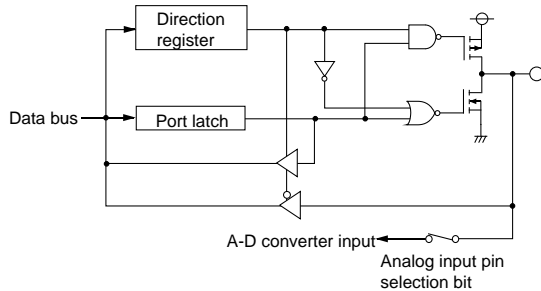 Direction
register
Data bus
Port latch
A-D converter input
Analog input pin
selection bit